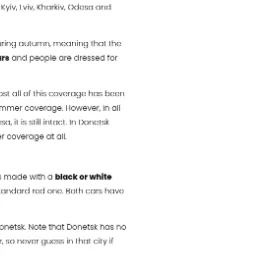 Kyiv, Lviv, Kharkiv, Odesa and
ring autumn, meaning that the
and people are dressed for
ost all of this coverage has been
mmer coverage. However, in all
sa, it is still intact. In Donetsk
r coverage at all.
made with a black or white
tandard red one. Both cars have
onetsk. Note that Donetsk has no
, so never guess in that city if